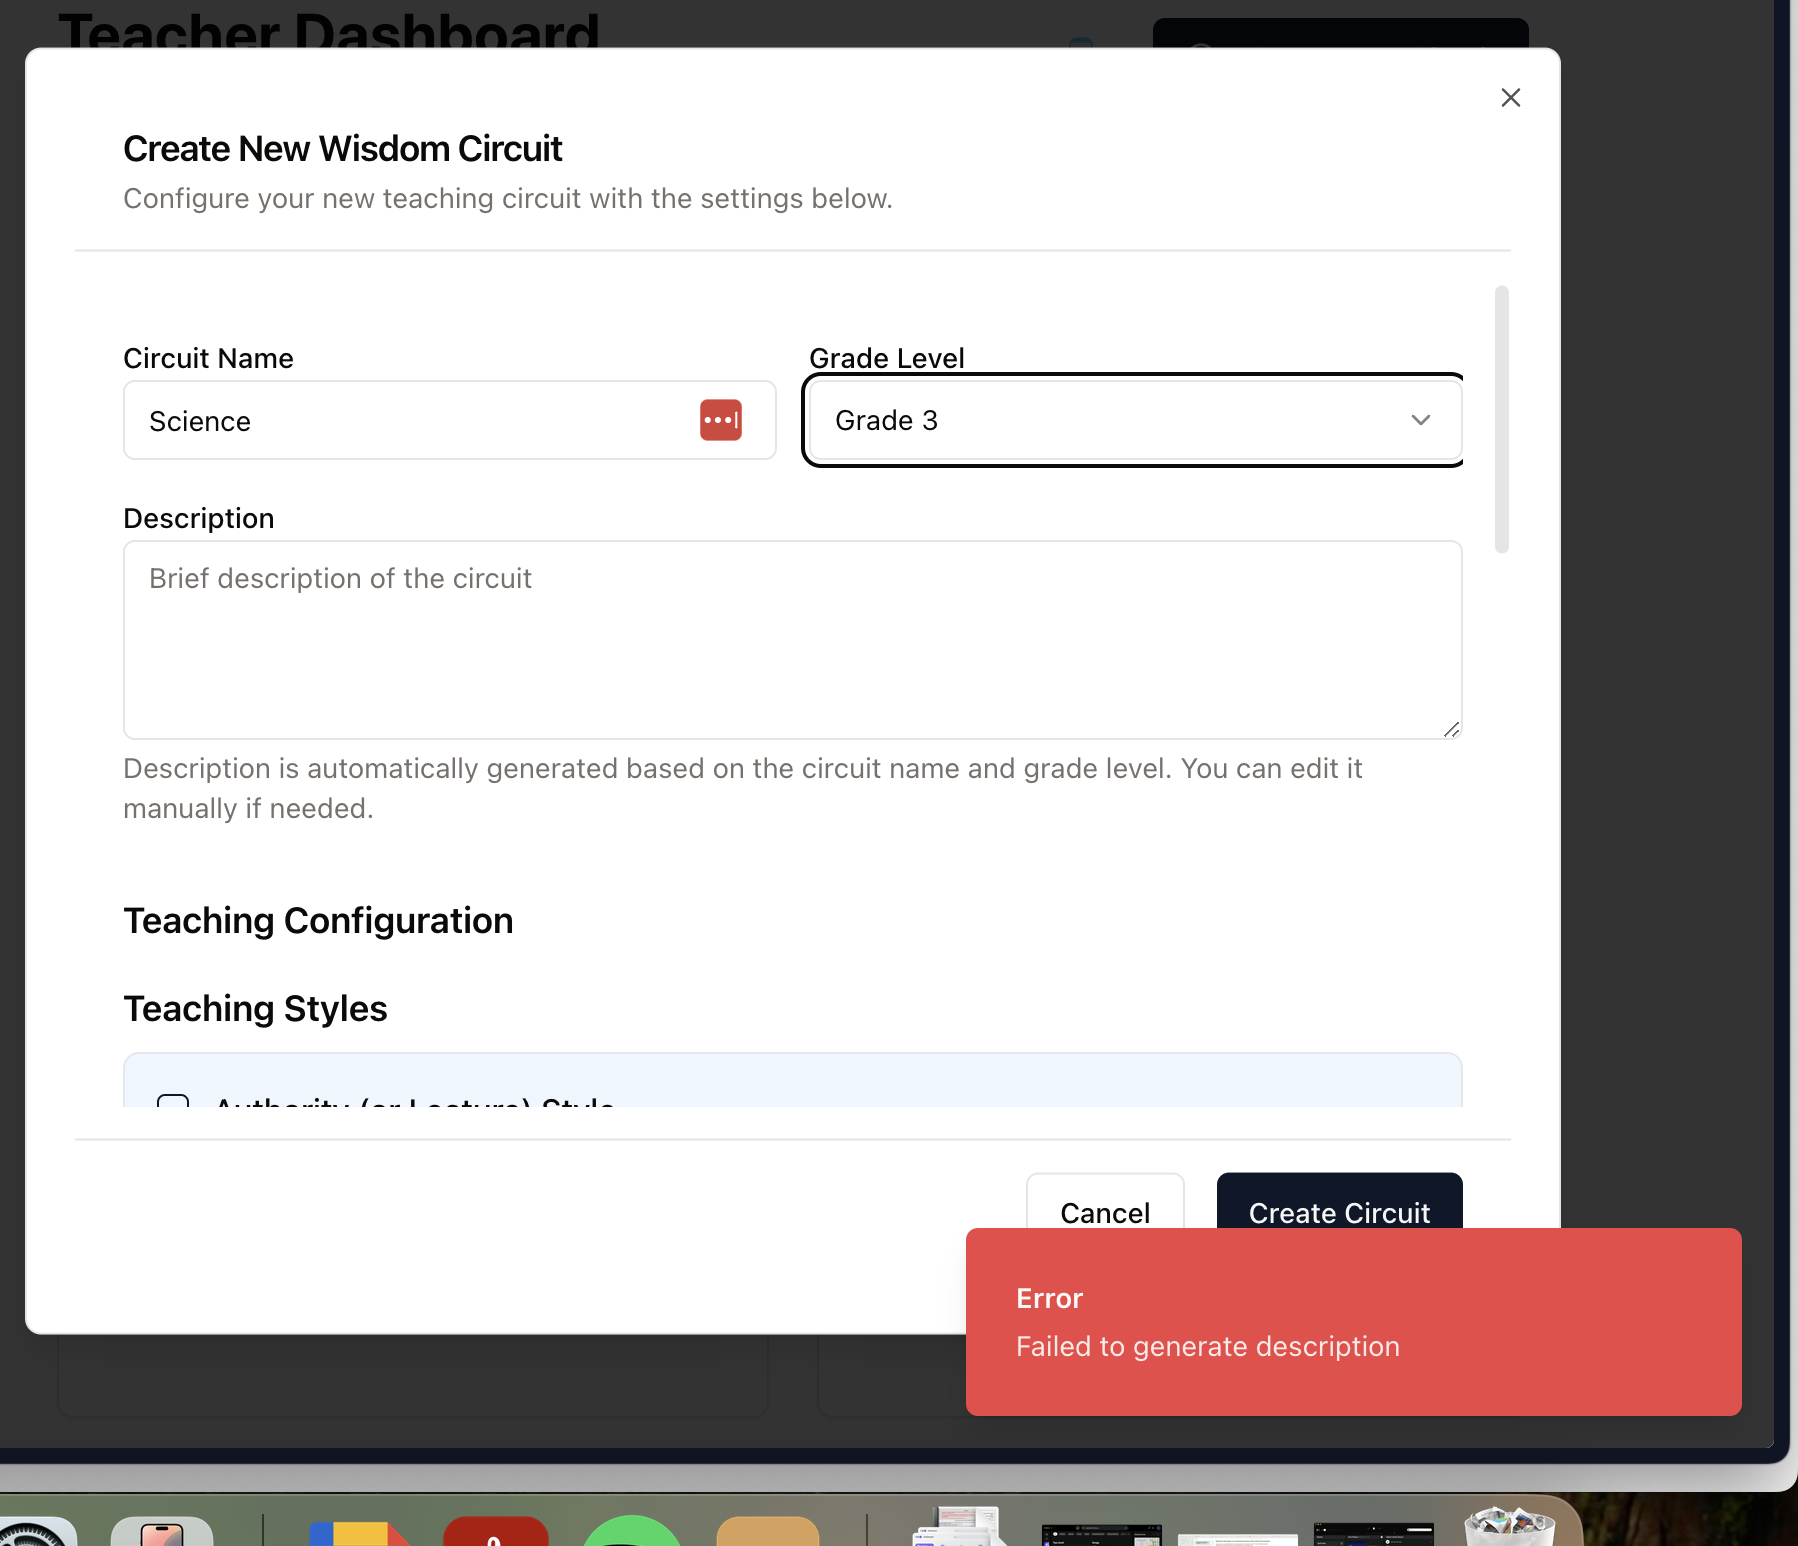 Teacher Dashboard
Create New Wisdom Circuit
Configure your new teaching circuit with the settings below.
Circuit Name
Grade Level
Science
Grade 3
Description
Brief description of the circuit
Description is automatically generated based on the circuit name and grade level. You can edit it
manually if needed.
Teaching Configuration
Teaching Styles
Authority (or Lecture) Style
Cancel
Create Circuit
Error
Failed to generate description